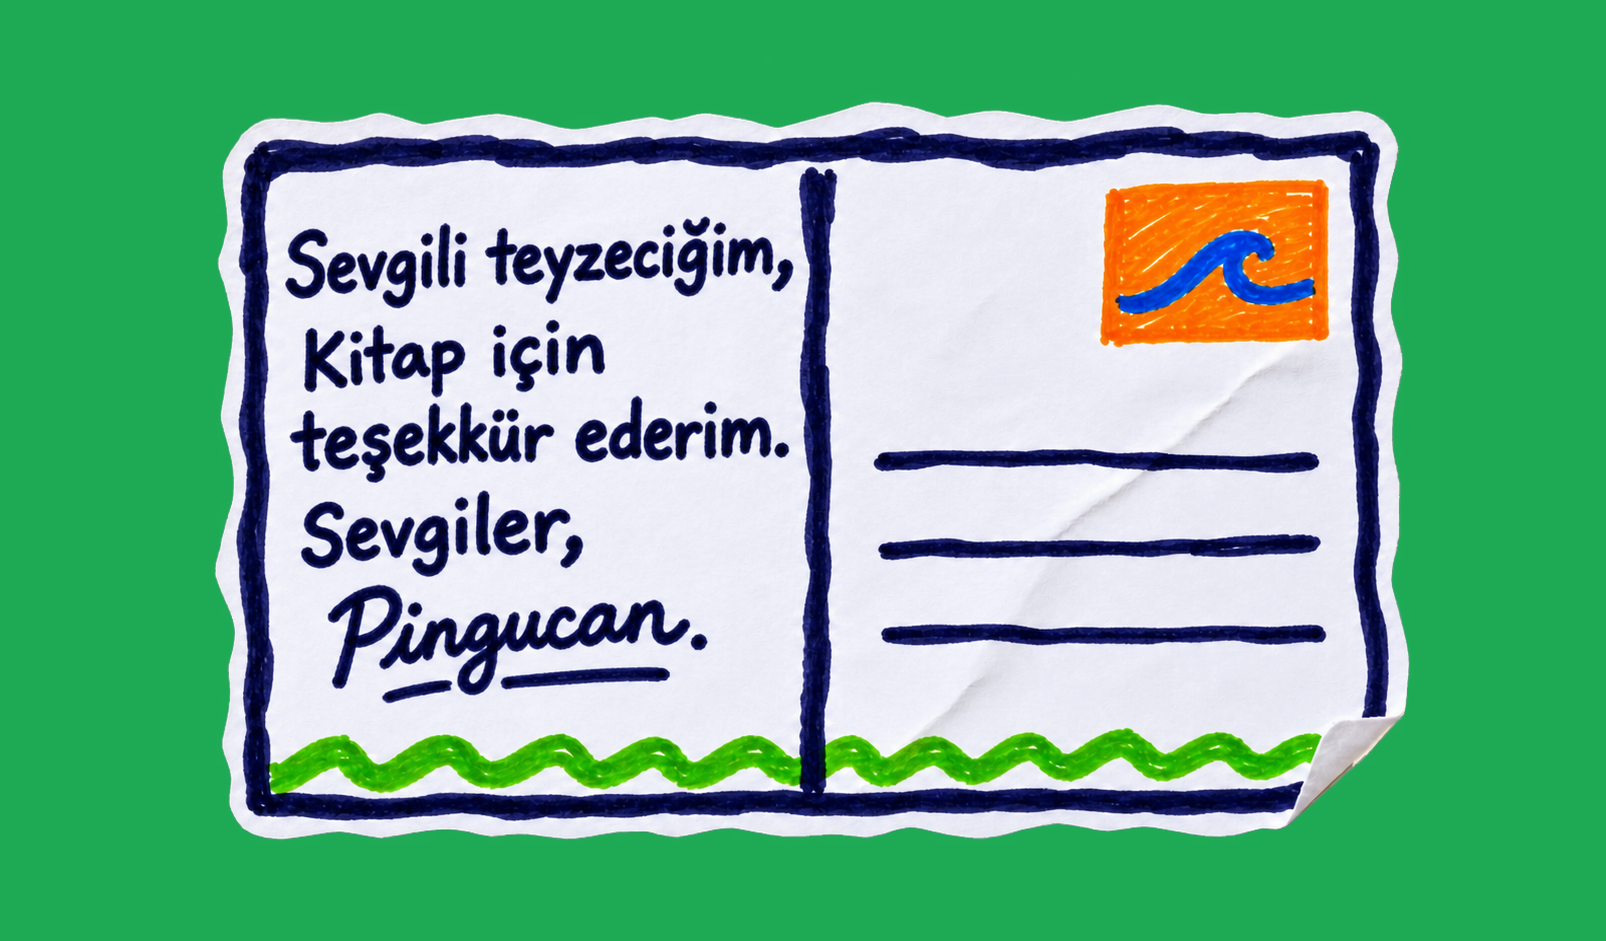 Sevgili teyzeciğim,
Kitap için
teşekkür ederim.
Sevgiler,
Pingucan.